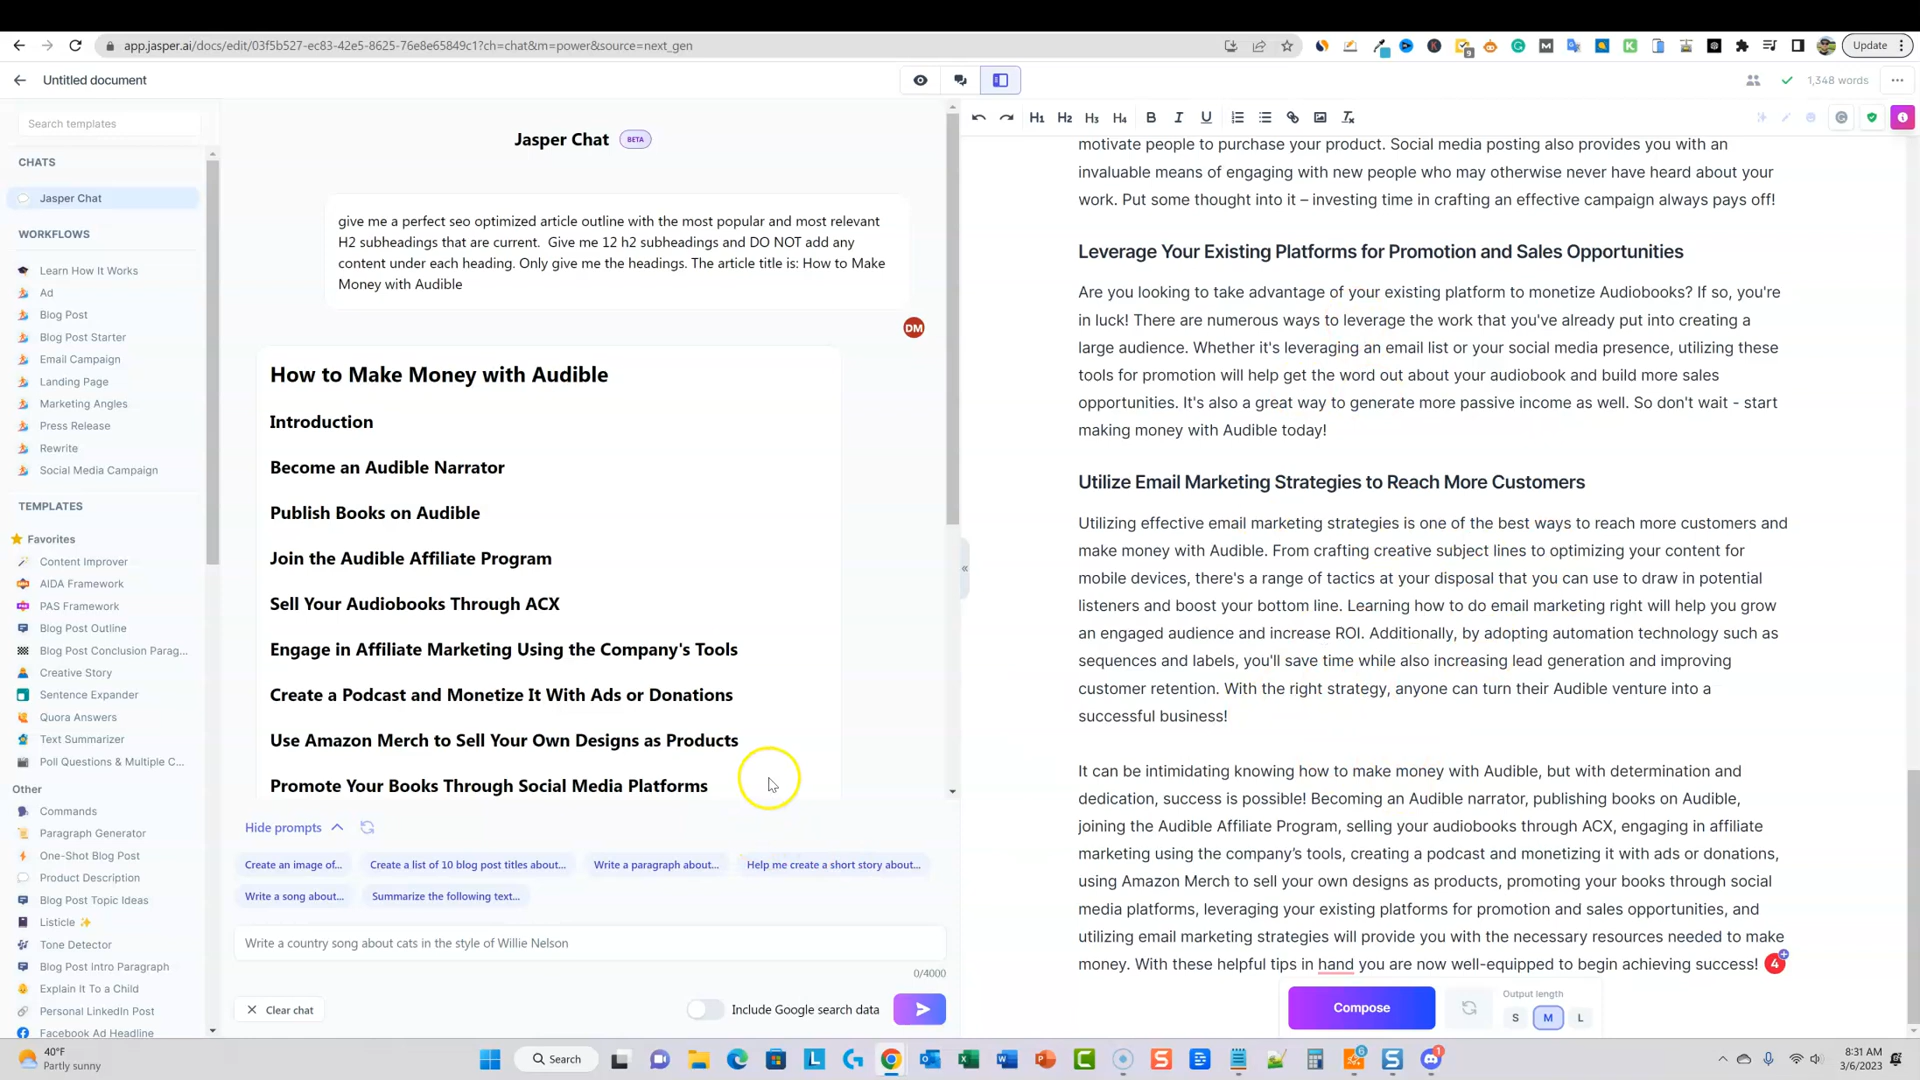 app.jasper.ai/docs/edit/03f5b527-ec83-42e5-8625-76e8e65849c1?ch=chat&m=power&source=next_gen
Update
Untitled document
1,348 words
Search templates
CHATS
Jasper Chat
WORKFLOWS
Learn How It Works
Ad
Blog Post
Blog Post Starter
Email Campaign
Landing Page
Marketing Angles
Press Release
Rewrite
Social Media Campaign
TEMPLATES
Favorites
Content Improver
AIDA Framework
PAS Framework
Blog Post Outline
Blog Post Conclusion Parag...
Creative Story
Sentence Expander
Quora Answers
Text Summarizer
Poll Questions & Multiple C...
Other
Commands
Paragraph Generator
One-Shot Blog Post
Product Description
Blog Post Topic Ideas
Listicle
Tone Detector
Blog Post Intro Paragraph
Explain It To a Child
Personal LinkedIn Post
Facebook Ad Headline
Jasper Chat BETA
give me a perfect seo optimized article outline with the most popular and most relevant
H2 subheadings that are current. Give me 12 h2 subheadings and DO NOT add any
content under each heading. Only give me the headings. The article title is: How to Make
Money with Audible
DM
How to Make Money with Audible
Introduction
Become an Audible Narrator
Publish Books on Audible
Join the Audible Affiliate Program
Sell Your Audiobooks Through ACX
Engage in Affiliate Marketing Using the Company's Tools
Create a Podcast and Monetize It With Ads or Donations
Use Amazon Merch to Sell Your Own Designs as Products
Promote Your Books Through Social Media Platforms
Hide prompts
Create an image of...
Create a list of 10 blog post titles about...
Write a paragraph about...
Help me create a short story about...
Write a song about...
Summarize the following text...
Write a country song about cats in the style of Willie Nelson
0/4000
Clear chat
Include Google search data
H1 H2 H3 H4 B I U
motivate people to purchase your product. Social media posting also provides you with an
invaluable means of engaging with new people who may otherwise never have heard about your
work. Put some thought into it – investing time in crafting an effective campaign always pays off!
Leverage Your Existing Platforms for Promotion and Sales Opportunities
Are you looking to take advantage of your existing platform to monetize Audiobooks? If so, you're
in luck! There are numerous ways to leverage the work that you've already put into creating a
large audience. Whether it's leveraging an email list or your social media presence, utilizing these
tools for promotion will help get the word out about your audiobook and build more sales
opportunities. It's also a great way to generate more passive income as well. So don't wait - start
making money with Audible today!
Utilize Email Marketing Strategies to Reach More Customers
Utilizing effective email marketing strategies is one of the best ways to reach more customers and
make money with Audible. From crafting creative subject lines to optimizing your content for
mobile devices, there's a range of tactics at your disposal that you can use to draw in potential
listeners and boost your bottom line. Learning how to do email marketing right will help you grow
an engaged audience and increase ROI. Additionally, by adopting automation technology such as
sequences and labels, you'll save time while also increasing lead generation and improving
customer retention. With the right strategy, anyone can turn their Audible venture into a
successful business!
It can be intimidating knowing how to make money with Audible, but with determination and
dedication, success is possible! Becoming an Audible narrator, publishing books on Audible,
joining the Audible Affiliate Program, selling your audiobooks through ACX, engaging in affiliate
marketing using the company's tools, creating a podcast and monetizing it with ads or donations,
using Amazon Merch to sell your own designs as products, promoting your books through social
media platforms, leveraging your existing platforms for promotion and sales opportunities, and
utilizing email marketing strategies will provide you with the necessary resources needed to make
money. With these helpful tips in hand you are now well-equipped to begin achieving success!
4
Compose
Output length
S M L
40°F
Partly sunny
Search
8:31 AM
3/6/2023